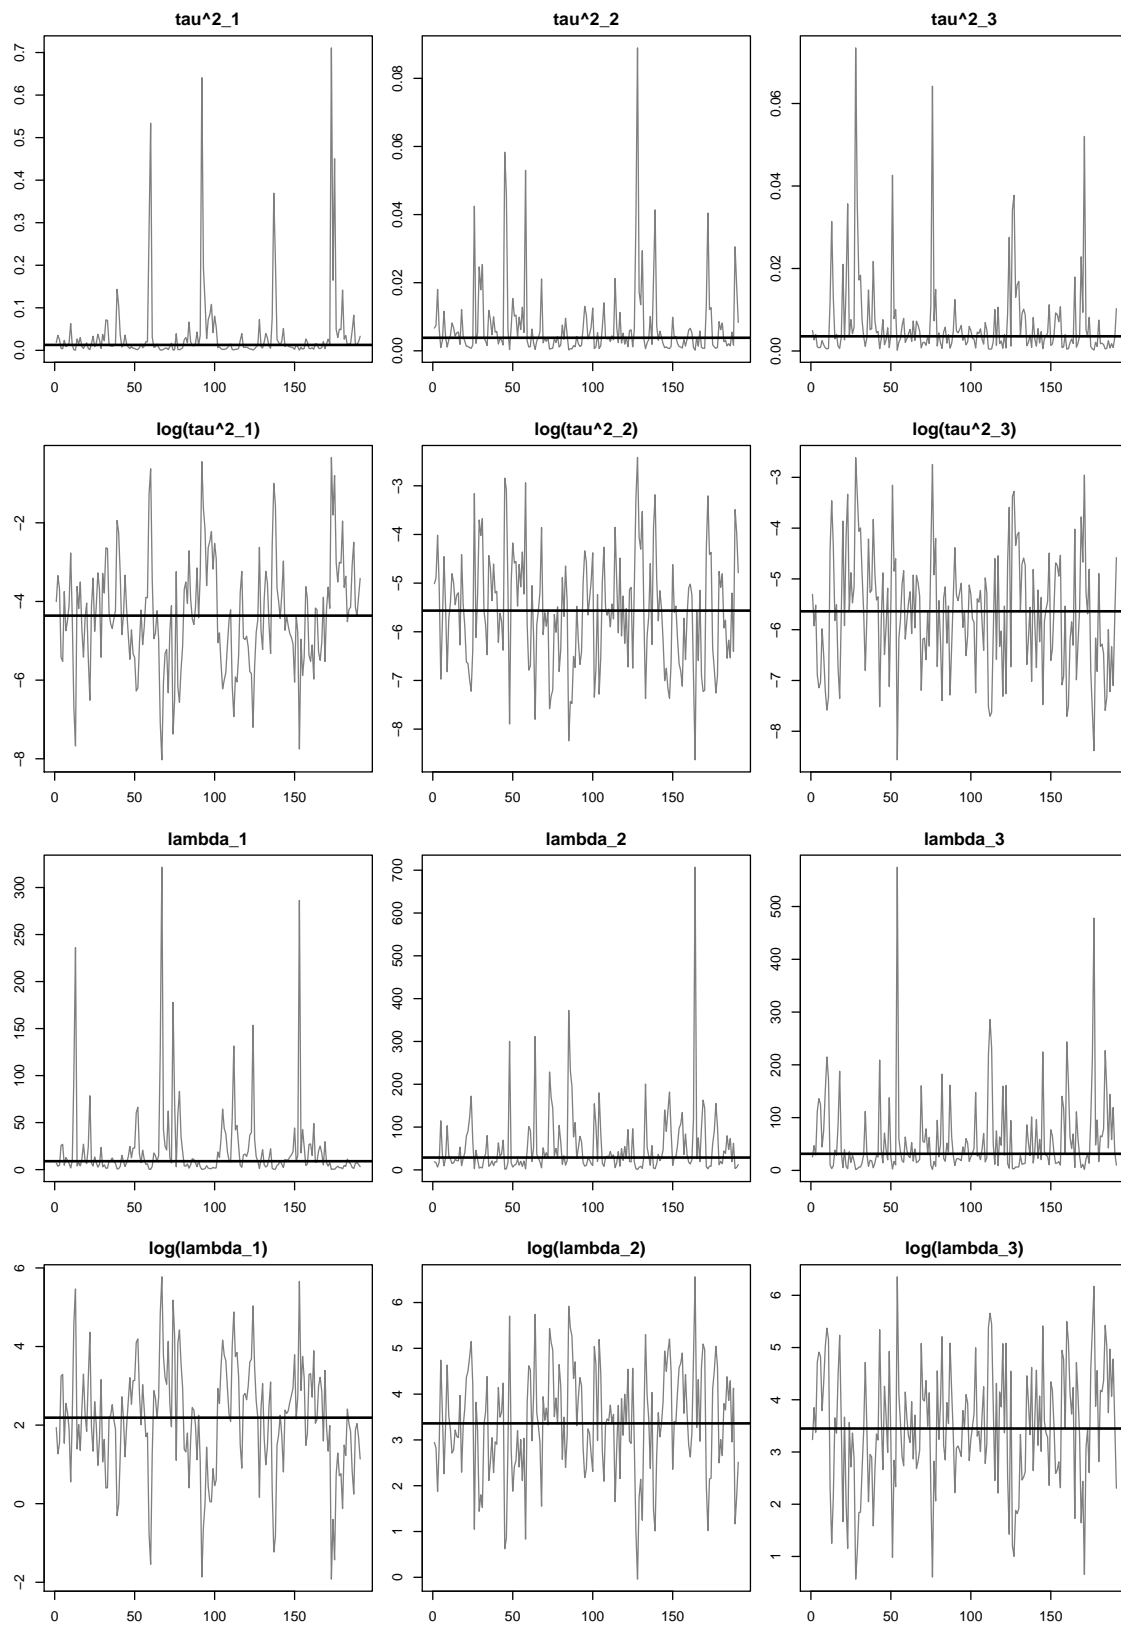 tau^2_1 tau^2_2 tau^2_3
0.7 0.6 0.5 0.4 0.3 0.2 0.1 0.0
0.08 0.06 0.04 0.02 0.00
0.06 0.04 0.02 0.00
0 50 100 150 0 50 100 150 0 50 100 150
log(tau^2_1) log(tau^2_2) log(tau^2_3)
−2 −4 −6 −8
−3 −4 −5 −6 −7 −8
−3 −4 −5 −6 −7 −8
0 50 100 150 0 50 100 150 0 50 100 150
lambda_1 lambda_2 lambda_3
300 250 200 150 100 50 0
700 600 500 400 300 200 100 0
500 400 300 200 100 0
0 50 100 150 0 50 100 150 0 50 100 150
log(lambda_1) log(lambda_2) log(lambda_3)
6 4 2 0 −2
6 5 4 3 2 1 0
6 5 4 3 2 1
0 50 100 150 0 50 100 150 0 50 100 150